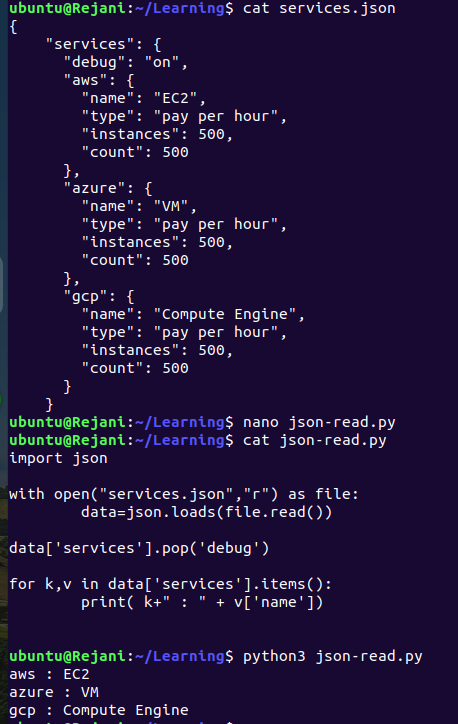 ubuntu@Rejani:~/Learning$ cat services.json
{
    "services": {
      "debug": "on",
      "aws": {
        "name": "EC2",
        "type": "pay per hour",
        "instances": 500,
        "count": 500
      },
      "azure": {
        "name": "VM",
        "type": "pay per hour",
        "instances": 500,
        "count": 500
      },
      "gcp": {
        "name": "Compute Engine",
        "type": "pay per hour",
        "instances": 500,
        "count": 500
      }
    }
ubuntu@Rejani:~/Learning$ nano json-read.py
ubuntu@Rejani:~/Learning$ cat json-read.py
import json

with open("services.json","r") as file:
        data=json.loads(file.read())

data['services'].pop('debug')

for k,v in data['services'].items():
        print( k+" : " + v['name'])


ubuntu@Rejani:~/Learning$ python3 json-read.py
aws : EC2
azure : VM
gcp : Compute Engine